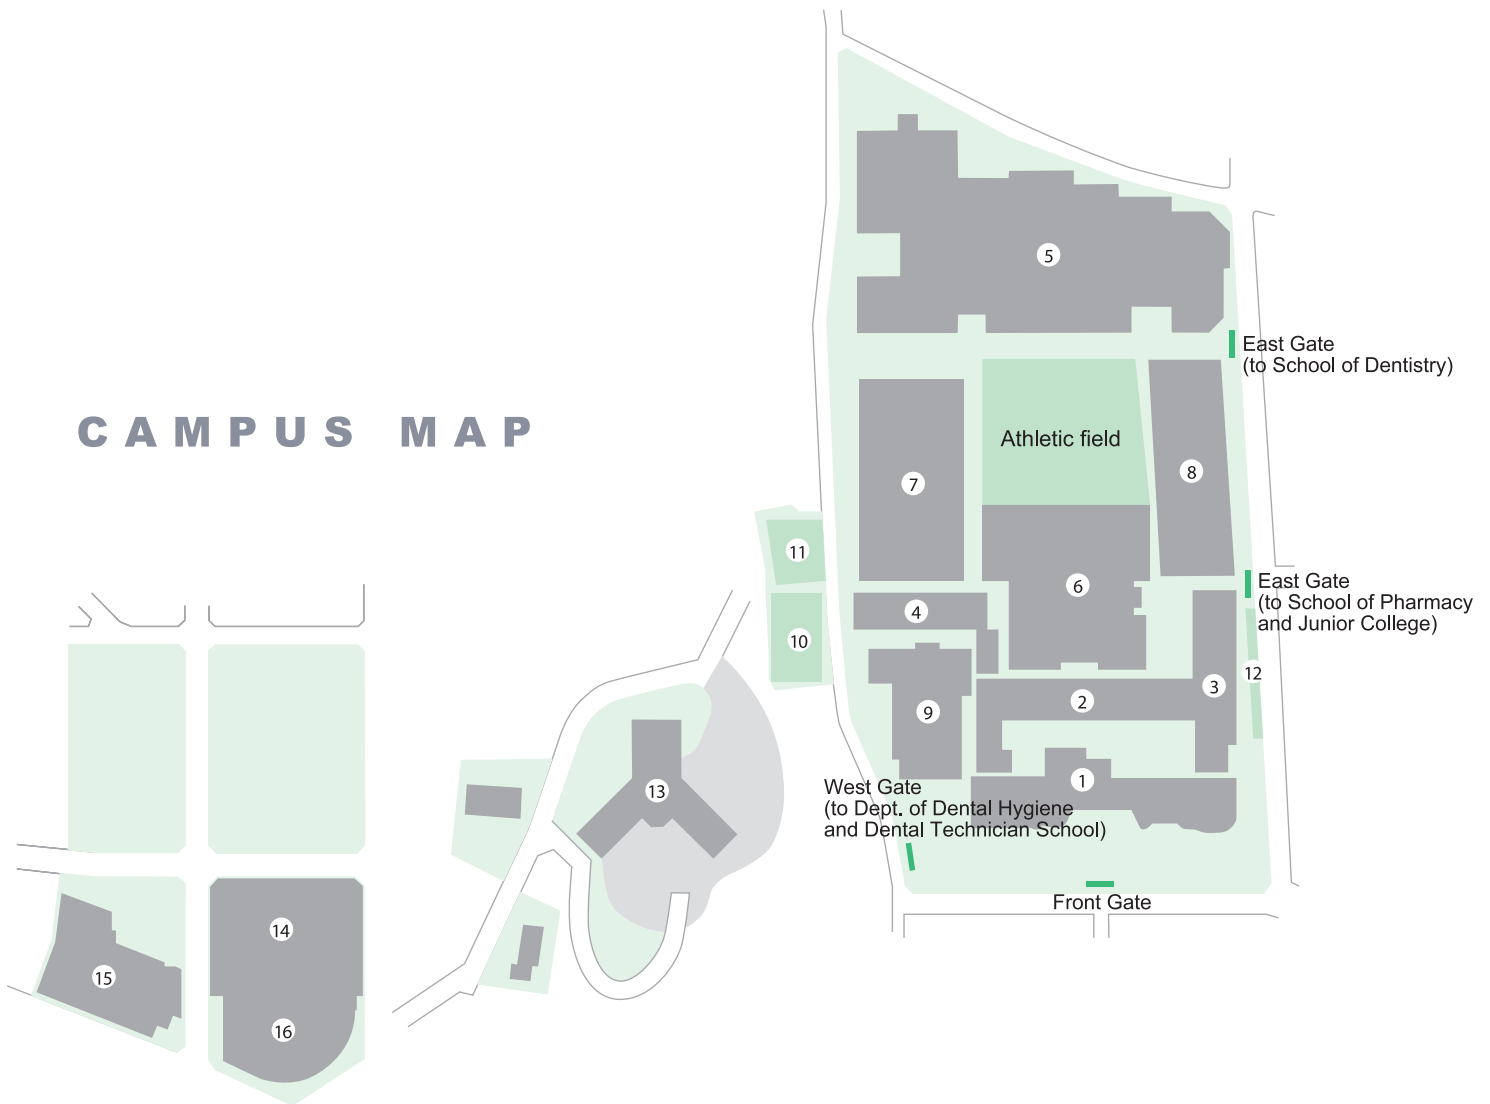 5
East Gate
(to School of Dentistry)
CAMPUS MAP
Athletic field
7
8
11
6
East Gate
(to School of Pharmacy
and Junior College)
4
10
12
3
2
9
1
13
West Gate
(to Dept. of Dental Hygiene
and Dental Technician School)
Front Gate
14
15
16